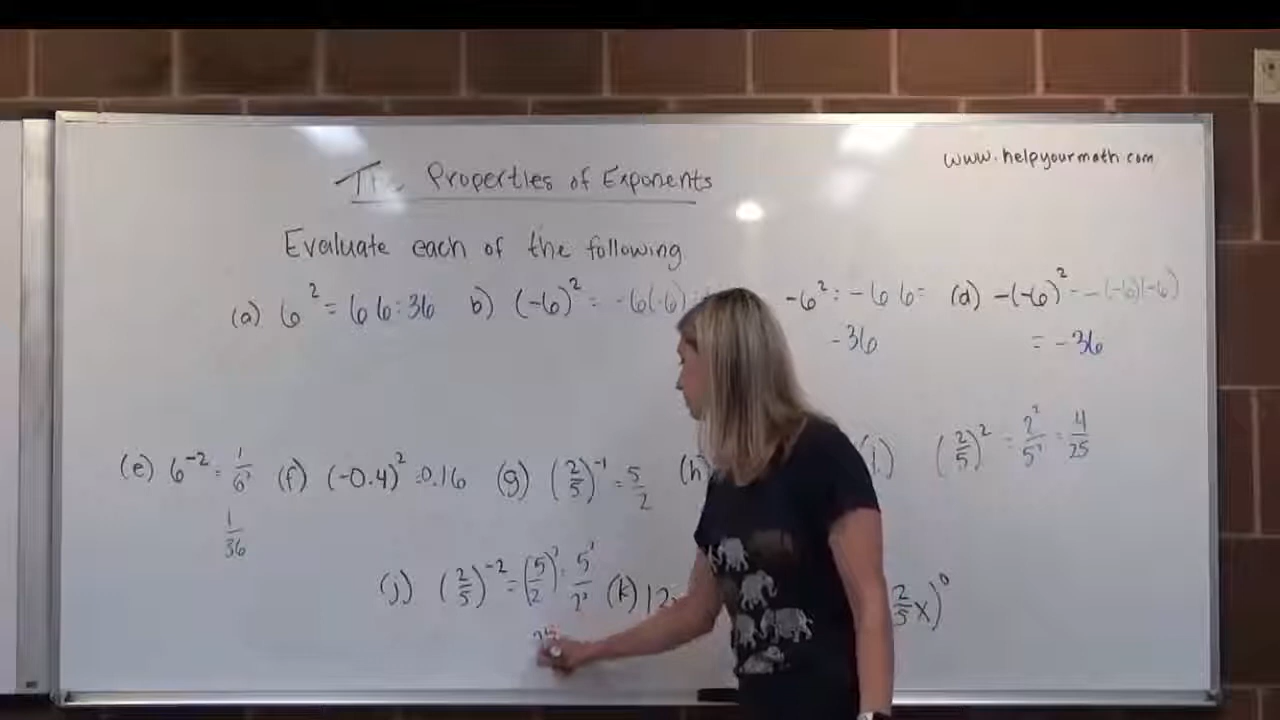 www.helpyourmath.com
The Properties of Exponents
Evaluate each of the following
(a) 6² = 6·6 = 36 b) (-6)² = -6(-6) = -6² = -6·6 = (d) -(-6)² = -(-6)(-6)
-36 = -36
(e) 6⁻² = 1/6² (f) (-0.4)² = 0.16 (g) (2/5)⁻¹ = 5/2 (h) (i) (2/5)² = 2²/5² = 4/25
1/36
(j) (2/5)⁻² = (5/2)² = 5²/2² (k) 2/5 x)⁰
25